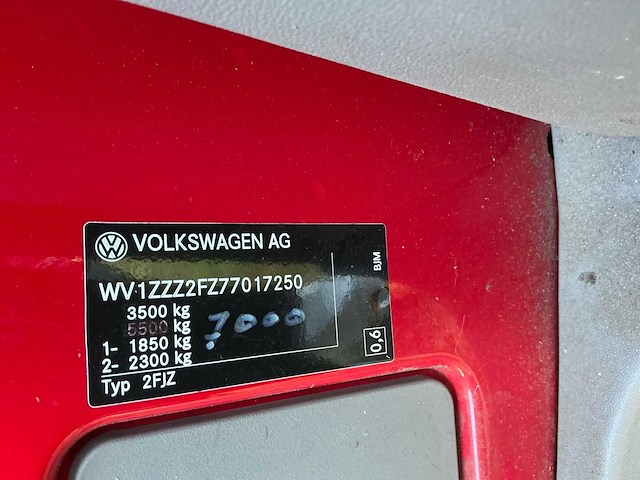 VOLKSWAGEN AG
BJM
WV1ZZZ2FZ77017250
3500 kg
5500 kg 7000
1- 1850 kg
2- 2300 kg
Typ 2FJZ
0,6